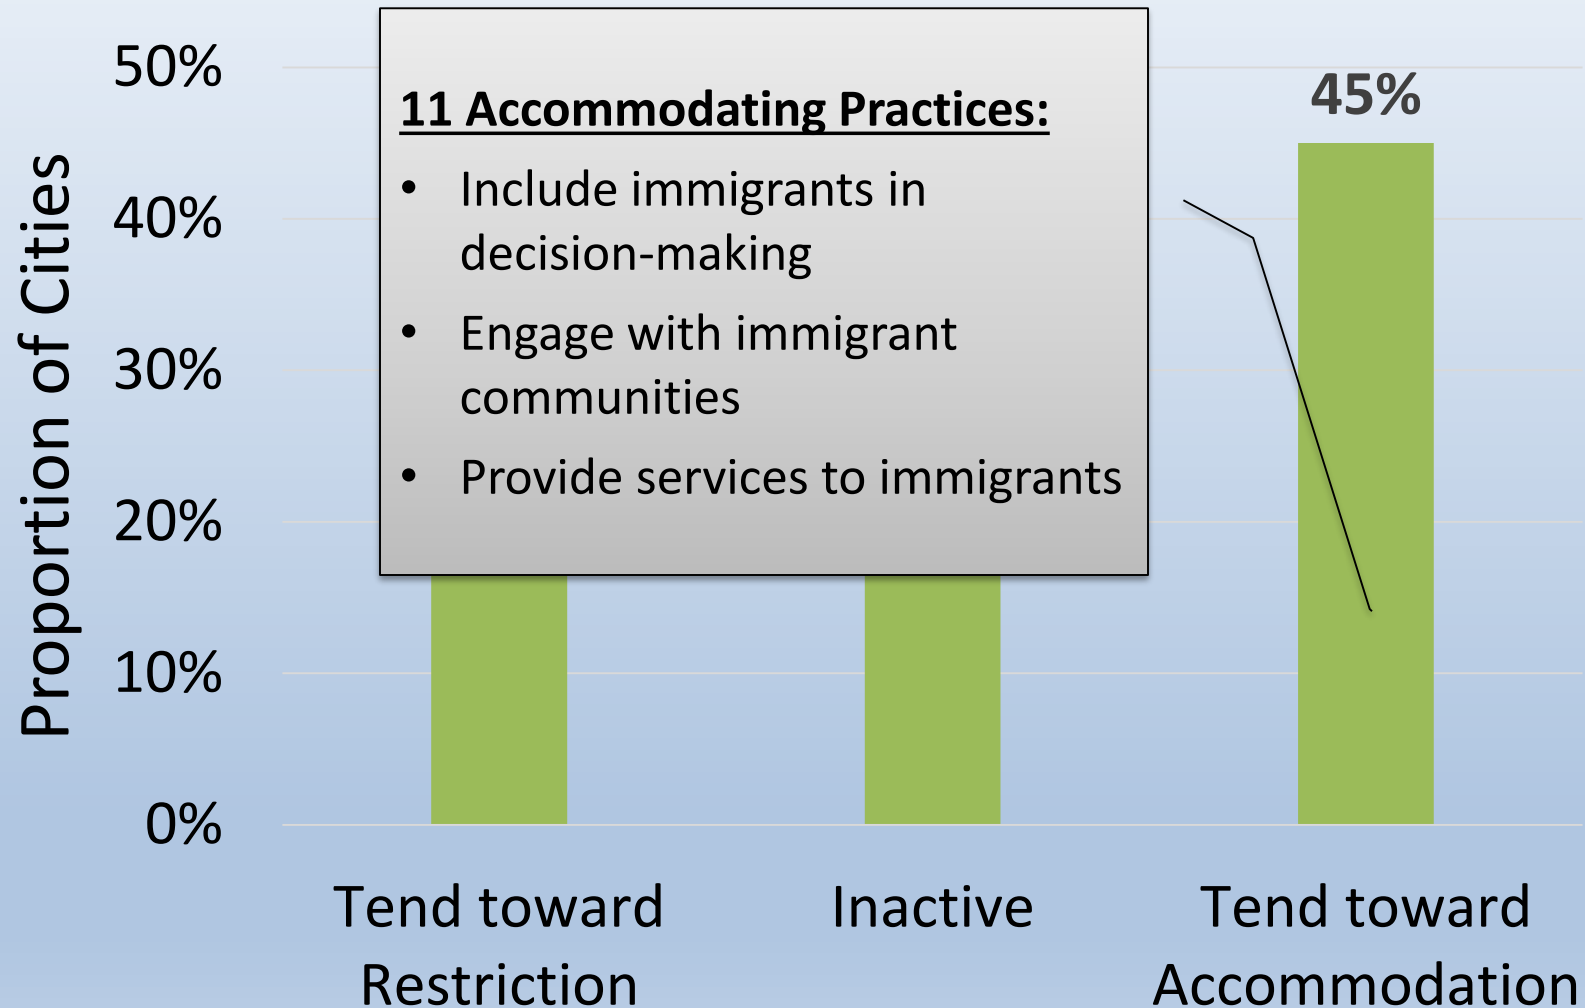 Proportion of Cities
50%
40%
30%
20%
10%
0%
11 Accommodating Practices:
• Include immigrants in
decision-making
• Engage with immigrant
communities
• Provide services to immigrants
45%
Tend toward
Restriction
Inactive
Tend toward
Accommodation